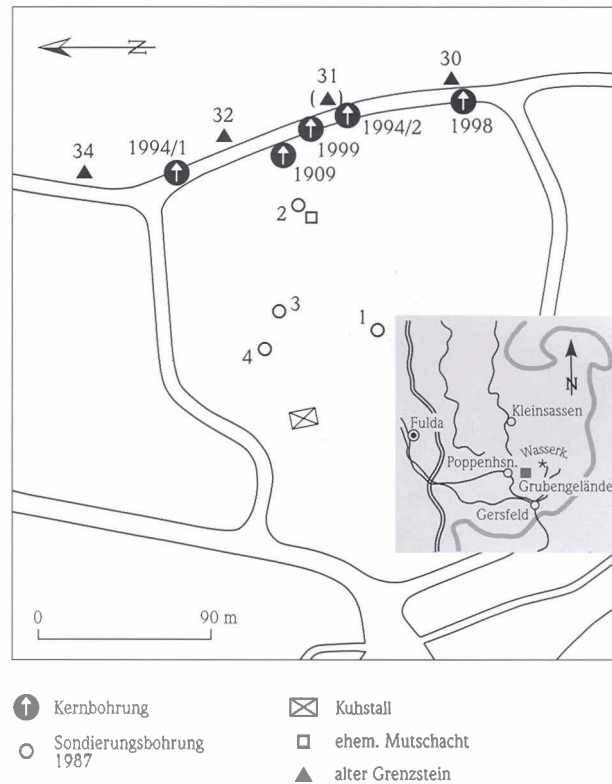 N
30
31
( )
32
34
1994/1
1994/2
1998
1999
1909
2
3
1
4
N
Kleinsassen
Fulda
Wasserk.
Poppenhsn.
Grubengelände
Gersfeld
0 90 m
Kernbohrung
Kuhstall
Sondierungsbohrung
1987
ehem. Mutschacht
alter Grenzstein